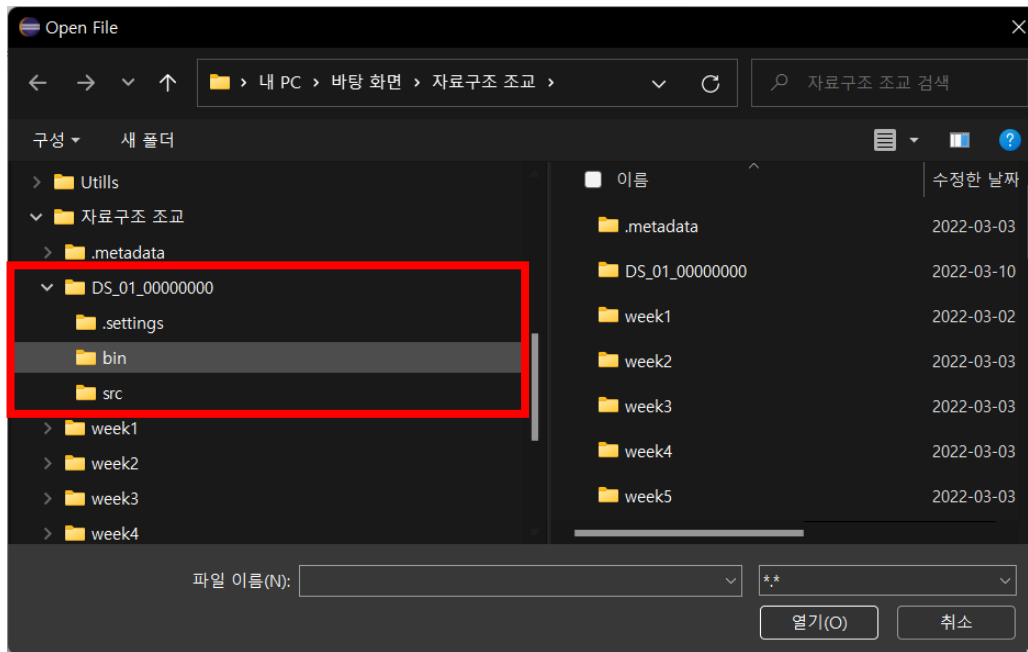 Open File
내 PC > 바탕 화면 > 자료구조 조교 >
자료구조 조교 검색
구성 새 폴더
Utills
자료구조 조교
.metadata
DS_01_00000000
.settings
bin
src
week1
week2
week3
week4
이름 수정한 날짜
.metadata 2022-03-03
DS_01_00000000 2022-03-10
week1 2022-03-02
week2 2022-03-03
week3 2022-03-03
week4 2022-03-03
week5 2022-03-03
파일 이름(N): *.*
열기(O) 취소